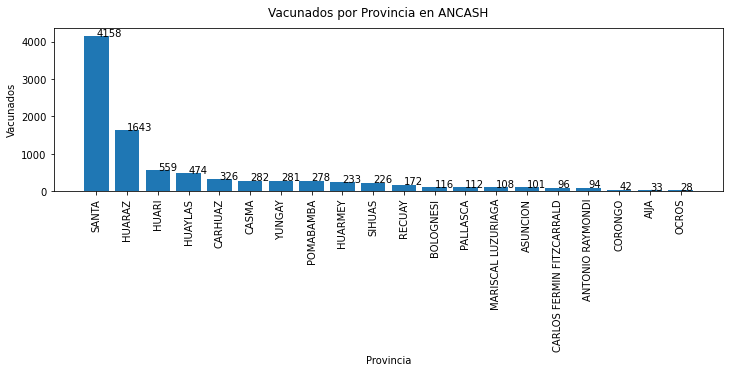 Vacunados por Provincia en ANCASH
Vacunados
4000
3000
2000
1000
0
4158
1643
559
474
326
282
281
278
233
226
172
116
112
108
101
96
94
42
33
28
SANTA
HUARAZ
HUARI
HUAYLAS
CARHUAZ
CASMA
YUNGAY
POMABAMBA
HUARMEY
SIHUAS
RECUAY
BOLOGNESI
PALLASCA
MARISCAL LUZURIAGA
ASUNCION
CARLOS FERMIN FITZCARRALD
ANTONIO RAYMONDI
CORONGO
AIJA
OCROS
Provincia